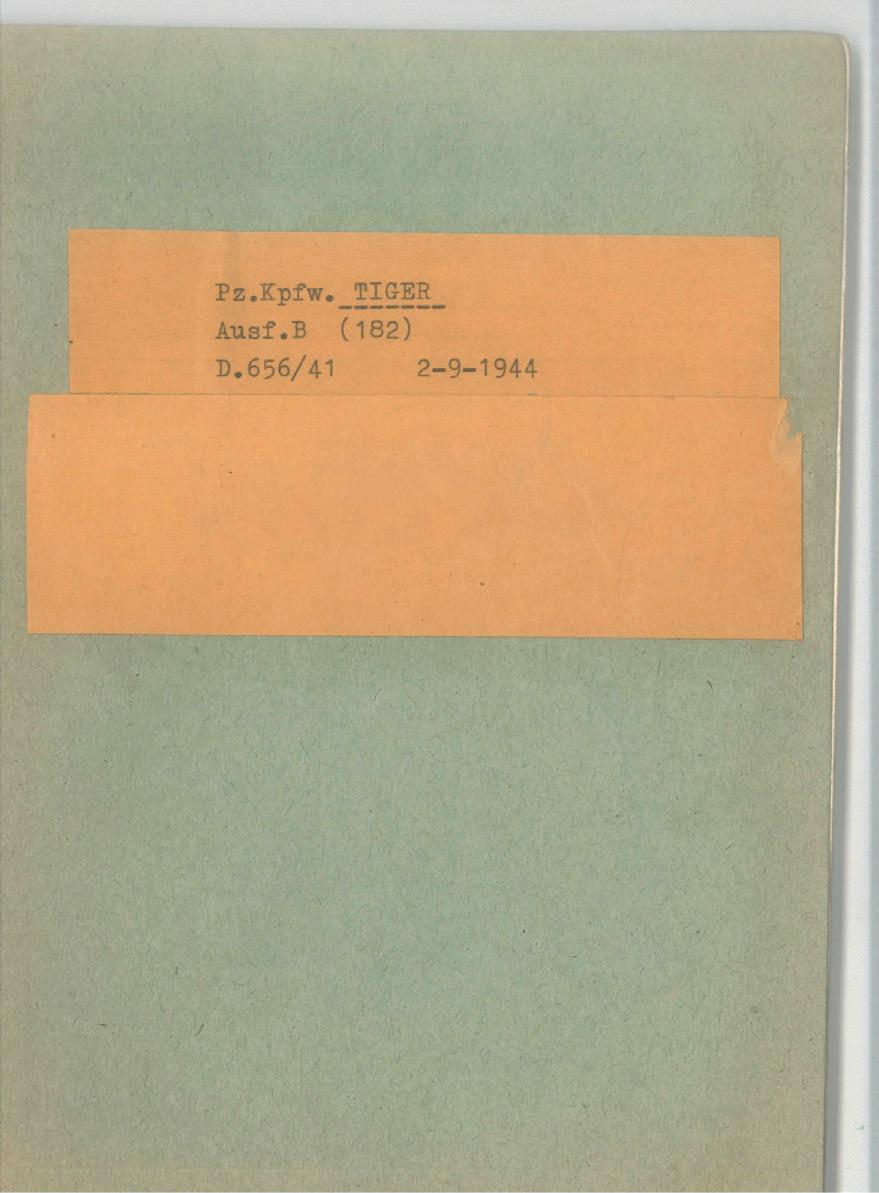 Pz.Kpfw. TIGER
Ausf.B (182)
D.656/41 2-9-1944